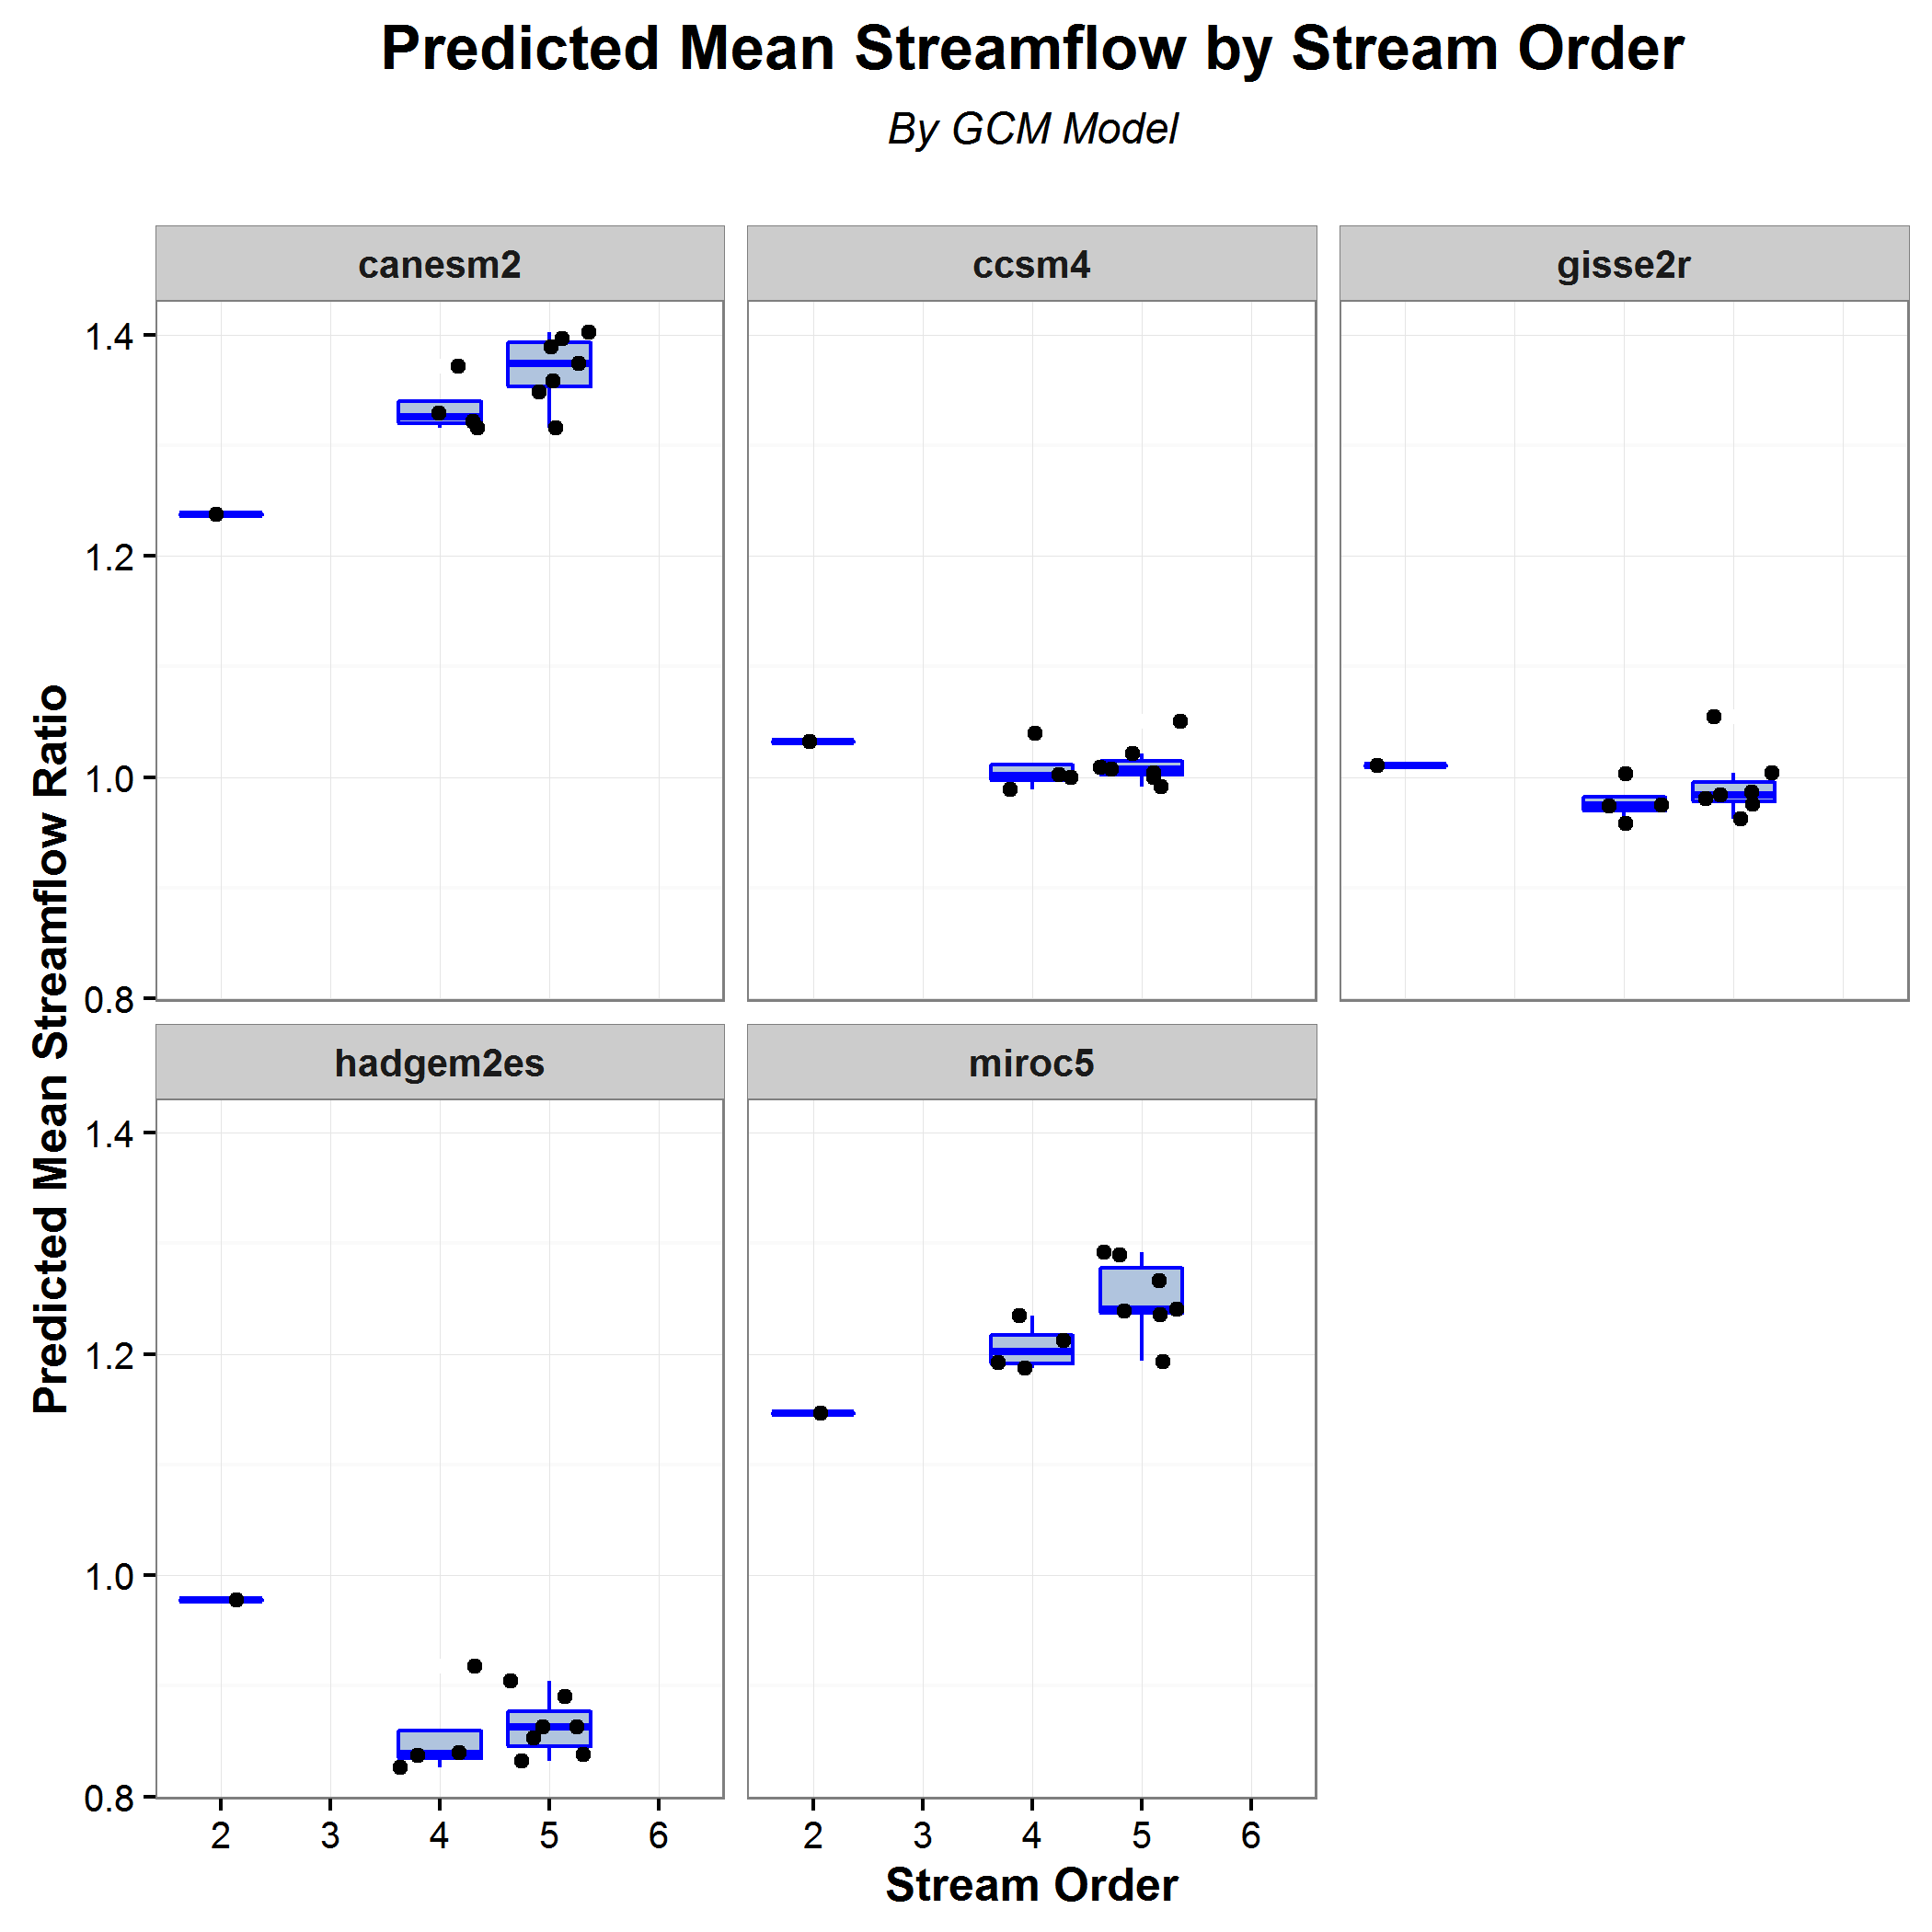 Predicted Mean Streamflow by Stream Order
By GCM Model
canesm2
ccsm4
gisse2r
1.4
1.2
1.0
0.8
hadgem2es
miroc5
1.4
1.2
1.0
0.8
2 3 4 5 6
2 3 4 5 6
Stream Order
Predicted Mean Streamflow Ratio